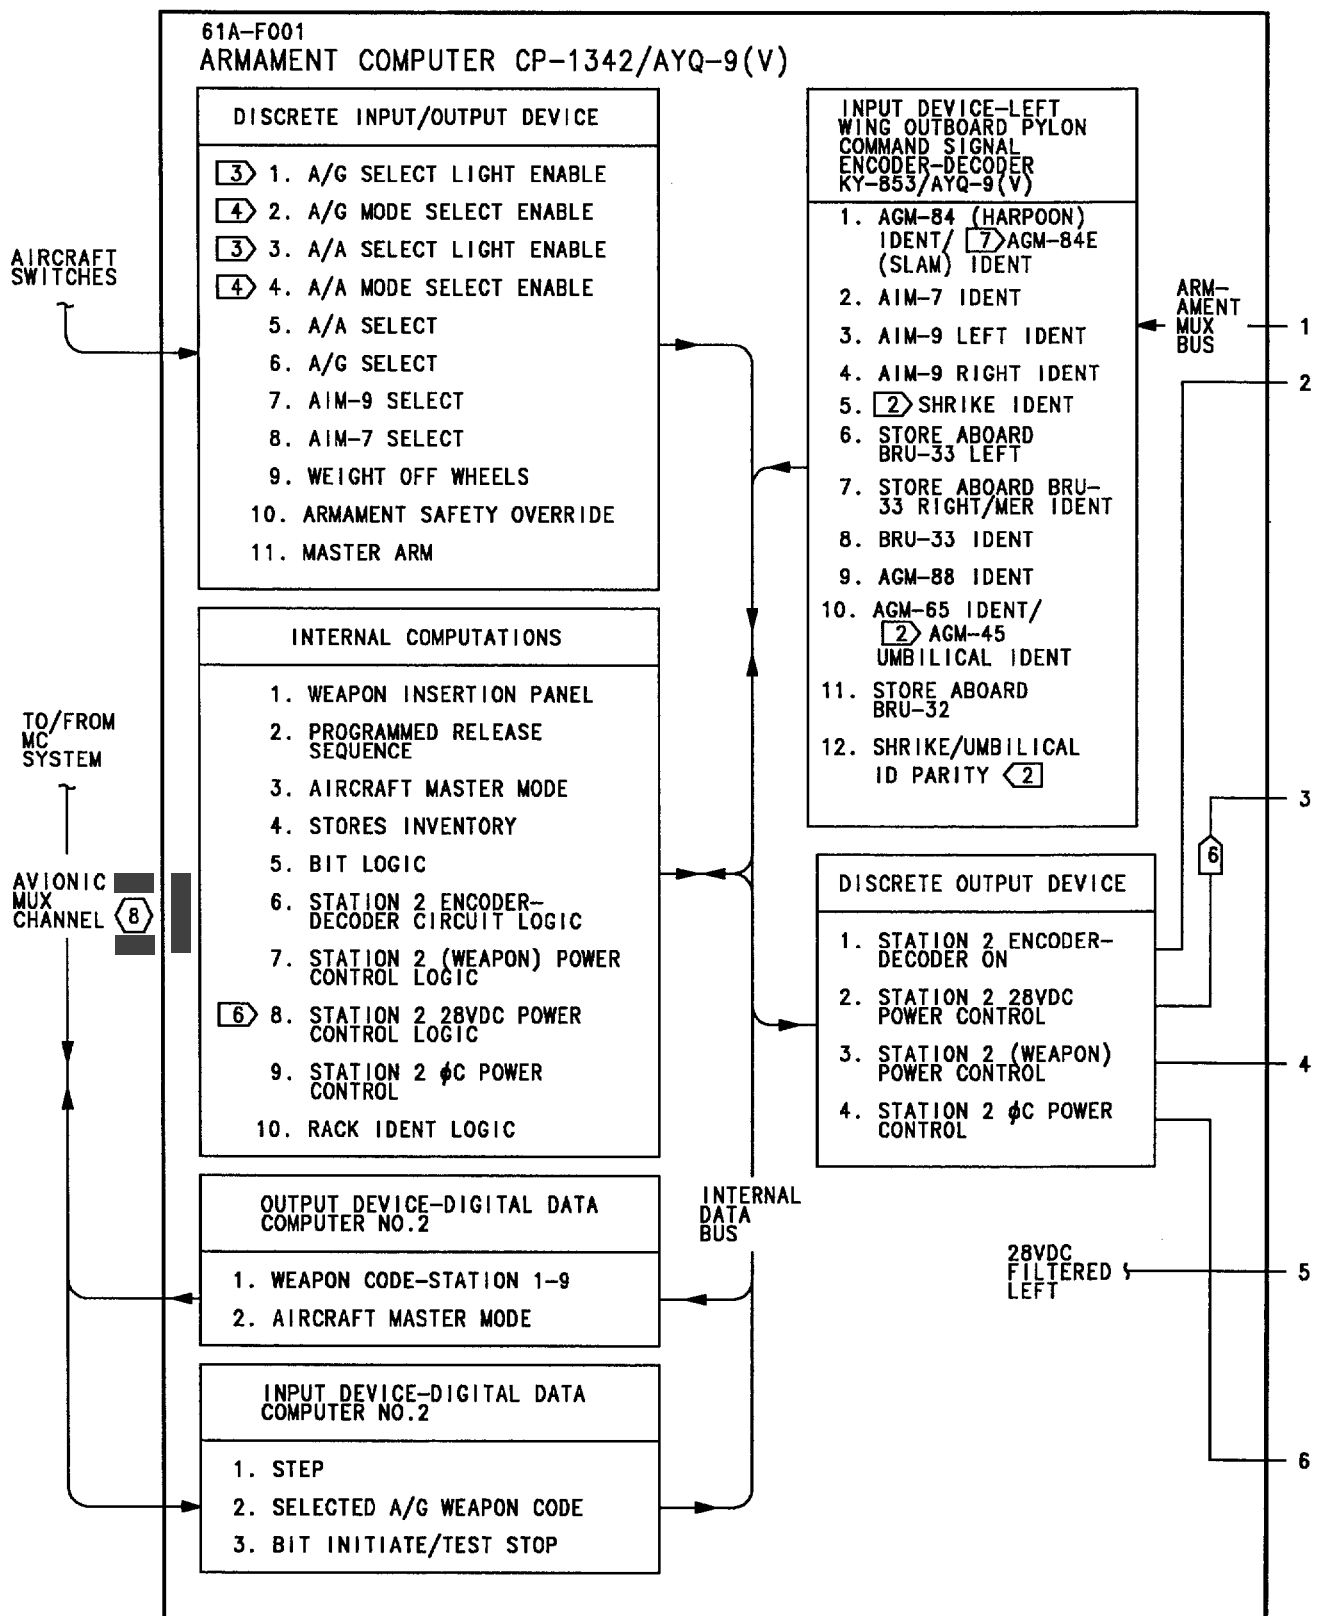 61A-F001
ARMAMENT COMPUTER CP-1342/AYQ-9(V)
DISCRETE INPUT/OUTPUT DEVICE
3 1. A/G SELECT LIGHT ENABLE
4 2. A/G MODE SELECT ENABLE
3 3. A/A SELECT LIGHT ENABLE
4 4. A/A MODE SELECT ENABLE
5. A/A SELECT
6. A/G SELECT
7. AIM-9 SELECT
8. AIM-7 SELECT
9. WEIGHT OFF WHEELS
10. ARMAMENT SAFETY OVERRIDE
11. MASTER ARM
AIRCRAFT
SWITCHES
INPUT DEVICE-LEFT
WING OUTBOARD PYLON
COMMAND SIGNAL
ENCODER-DECODER
KY-853/AYQ-9(V)
1. AGM-84 (HARPOON)
IDENT/ 7 AGM-84E
(SLAM) IDENT
2. AIM-7 IDENT
3. AIM-9 LEFT IDENT
4. AIM-9 RIGHT IDENT
5. 2 SHRIKE IDENT
6. STORE ABOARD
BRU-33 LEFT
7. STORE ABOARD BRU-
33 RIGHT/MER IDENT
8. BRU-33 IDENT
9. AGM-88 IDENT
10. AGM-65 IDENT/
2 AGM-45
UMBILICAL IDENT
11. STORE ABOARD
BRU-32
12. SHRIKE/UMBILICAL
ID PARITY 2
ARM-
AMENT
MUX
BUS
1
2
3
6
INTERNAL COMPUTATIONS
1. WEAPON INSERTION PANEL
2. PROGRAMMED RELEASE
SEQUENCE
3. AIRCRAFT MASTER MODE
4. STORES INVENTORY
5. BIT LOGIC
6. STATION 2 ENCODER-
DECODER CIRCUIT LOGIC
7. STATION 2 (WEAPON) POWER
CONTROL LOGIC
6 8. STATION 2 28VDC POWER
CONTROL LOGIC
9. STATION 2 φC POWER
CONTROL
10. RACK IDENT LOGIC
TO/FROM
MC
SYSTEM
AVIONIC
MUX
CHANNEL 8
DISCRETE OUTPUT DEVICE
1. STATION 2 ENCODER-
DECODER ON
2. STATION 2 28VDC
POWER CONTROL
3. STATION 2 (WEAPON)
POWER CONTROL
4. STATION 2 φC POWER
CONTROL
4
OUTPUT DEVICE-DIGITAL DATA
COMPUTER NO.2
1. WEAPON CODE-STATION 1-9
2. AIRCRAFT MASTER MODE
INTERNAL
DATA
BUS
28VDC
FILTERED
LEFT
5
INPUT DEVICE-DIGITAL DATA
COMPUTER NO.2
1. STEP
2. SELECTED A/G WEAPON CODE
3. BIT INITIATE/TEST STOP
6